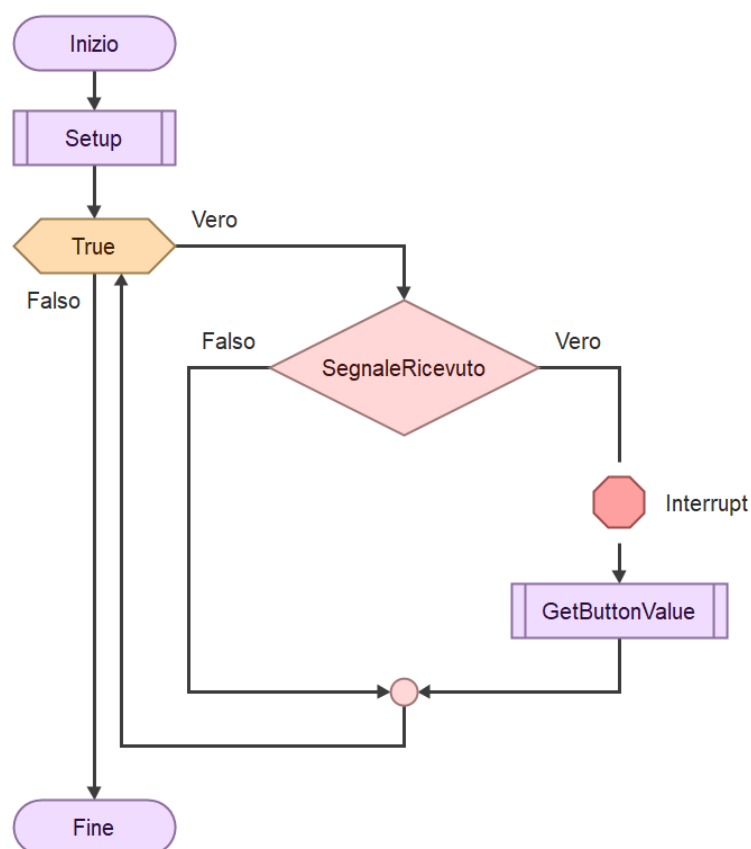 Inizio
Setup
True
Vero
Falso
SegnaleRicevuto
Falso
Vero
Interrupt
GetButtonValue
Fine